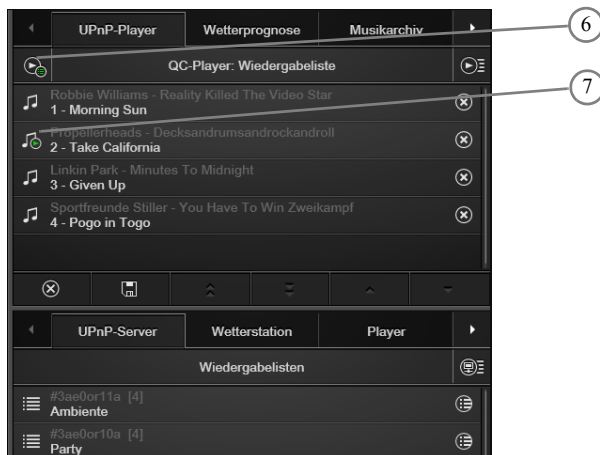 UPnP-Player Wetterprognose Musikarchiv
6
QC-Player: Wiedergabeliste
Robbie Williams - Reality Killed The Video Star
1 - Morning Sun
7
Propellerheads - Decksandrumsandrockandroll
2 - Take California
Linkin Park - Minutes To Midnight
3 - Given Up
Sportfreunde Stiller - You Have To Win Zweikampf
4 - Pogo in Togo
UPnP-Server Wetterstation Player
Wiedergabelisten
#3ae0or11a [4]
Ambiente
#3ae0or10a [4]
Party